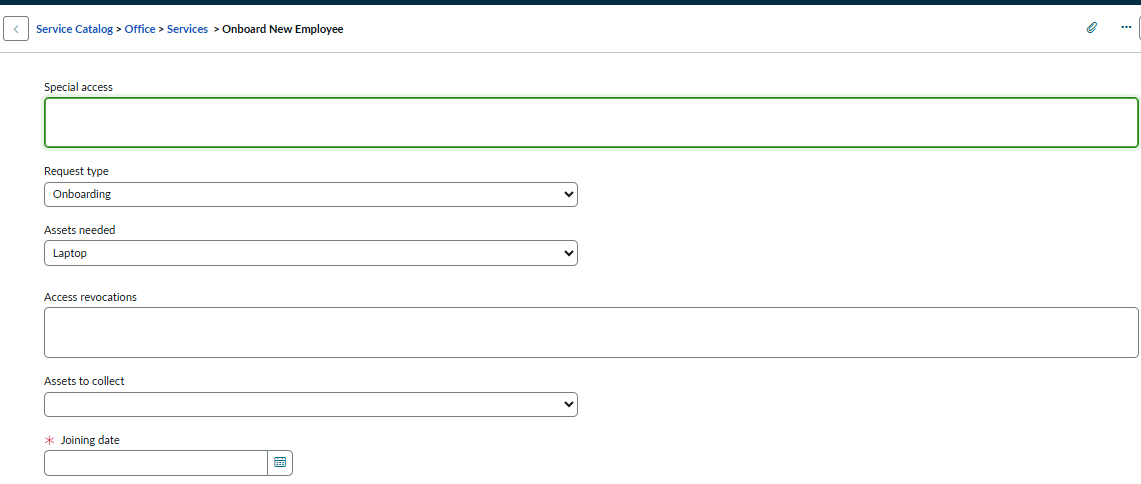 Service Catalog > Office > Services > Onboard New Employee
Special access
Request type
Onboarding
Assets needed
Laptop
Access revocations
Assets to collect
Joining date